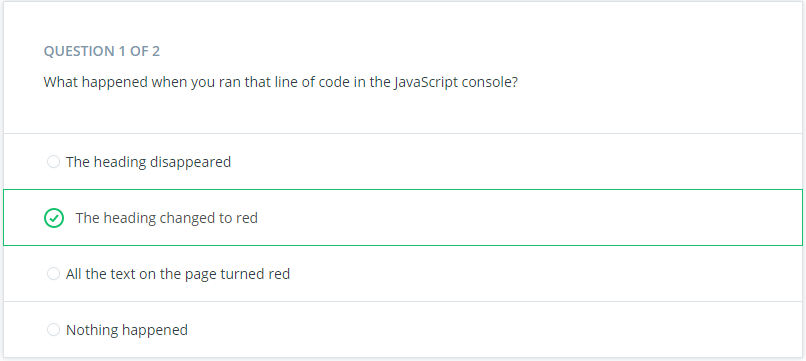 QUESTION 1 OF 2
What happened when you ran that line of code in the JavaScript console?
The heading disappeared
The heading changed to red
All the text on the page turned red
Nothing happened